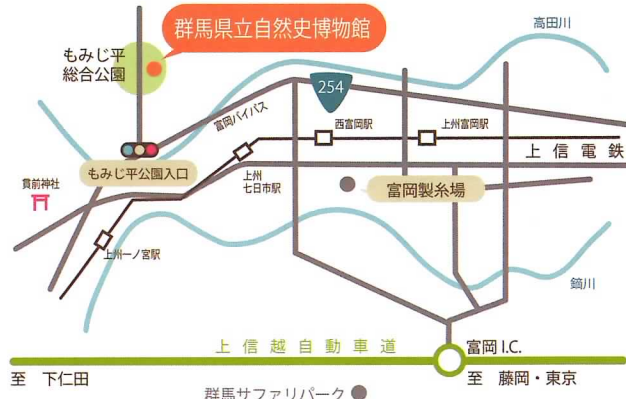 群馬県立自然史博物館
高田川
もみじ平
総合公園
254
富岡バイパス
西富岡駅
上州富岡駅
上信電鉄
もみじ平公園入口
上州
七日市駅
富岡製糸場
貫前神社
上州一ノ宮駅
鏑川
上信越自動車道
富岡 I.C.
至 下仁田
至 藤岡・東京
群馬サファリパーク